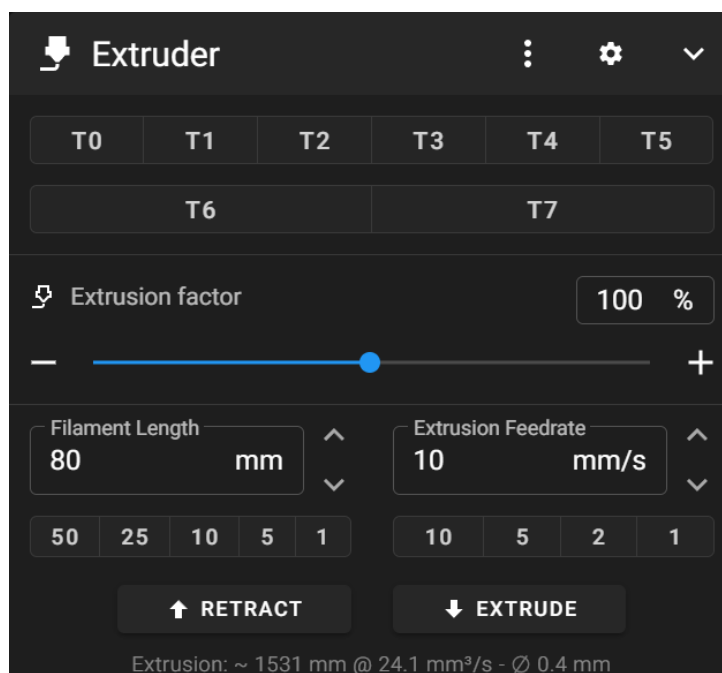 Extruder
T0 T1 T2 T3 T4 T5
T6 T7
Extrusion factor 100 %
Filament Length Extrusion Feedrate
80 mm 10 mm/s
50 25 10 5 1 10 5 2 1
RETRACT EXTRUDE
Extrusion: ~ 1531 mm @ 24.1 mm³/s - ∅ 0.4 mm